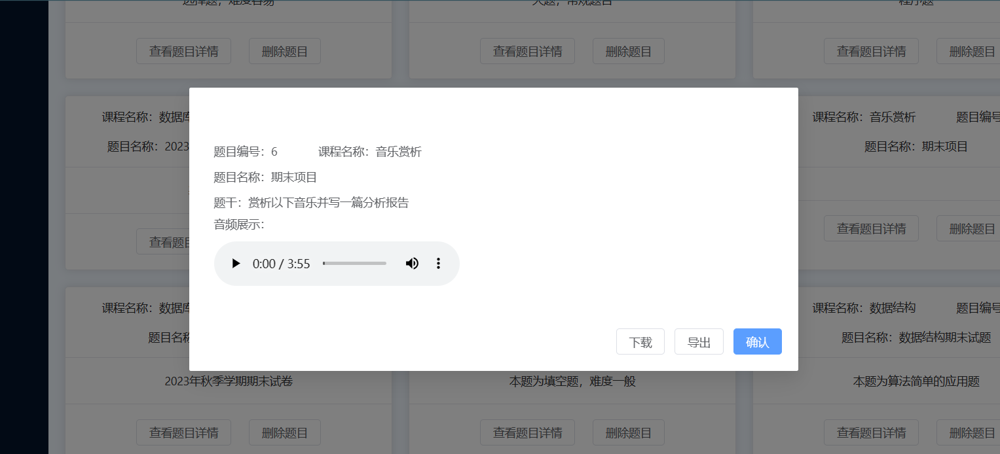 查看题目详情 删除题目 查看题目详情 删除题目 查看题目详情 删除题目
课程名称：数据库
题目名称：2023
查看题目
课程名称：音乐赏析 题目编号
题目名称：期末项目
查看题目详情 删除题目
题目编号：6 课程名称：音乐赏析
题目名称：期末项目
题干：赏析以下音乐并写一篇分析报告
音频展示：
0:00 / 3:55
下载 导出 确认
课程名称：数据库
题目名称
课程名称：数据结构 题目编号
题目名称：数据结构期末试题
2023年秋季学期期末试卷 本题为填空题，难度一般 本题为算法简单的应用题
查看题目详情 删除题目 查看题目详情 删除题目 查看题目详情 删除题目